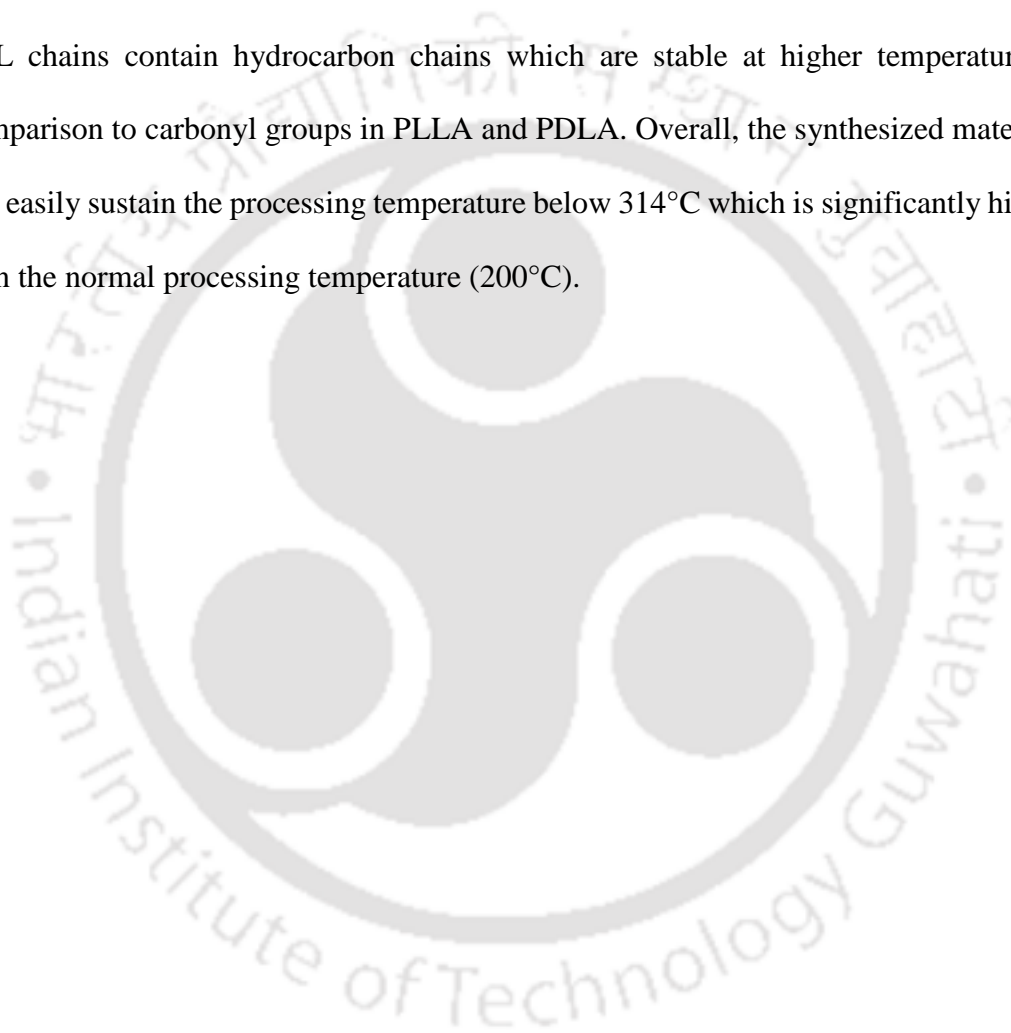 L chains contain hydrocarbon chains which are stable at higher temperatur
mparison to carbonyl groups in PLLA and PDLA. Overall, the synthesized mate
easily sustain the processing temperature below 314°C which is significantly hi
n the normal processing temperature (200°C).
भारतीय प्रौद्योगिकी संस्थान गुवाहाटी
• Indian Institute of Technology Guwahati •